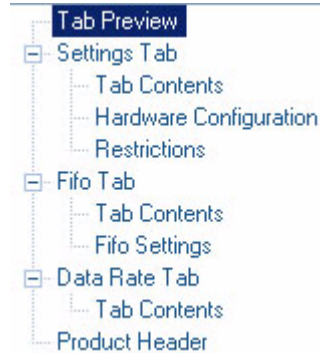 Tab Preview
Settings Tab
Tab Contents
Hardware Configuration
Restrictions
Fifo Tab
Tab Contents
Fifo Settings
Data Rate Tab
Tab Contents
Product Header